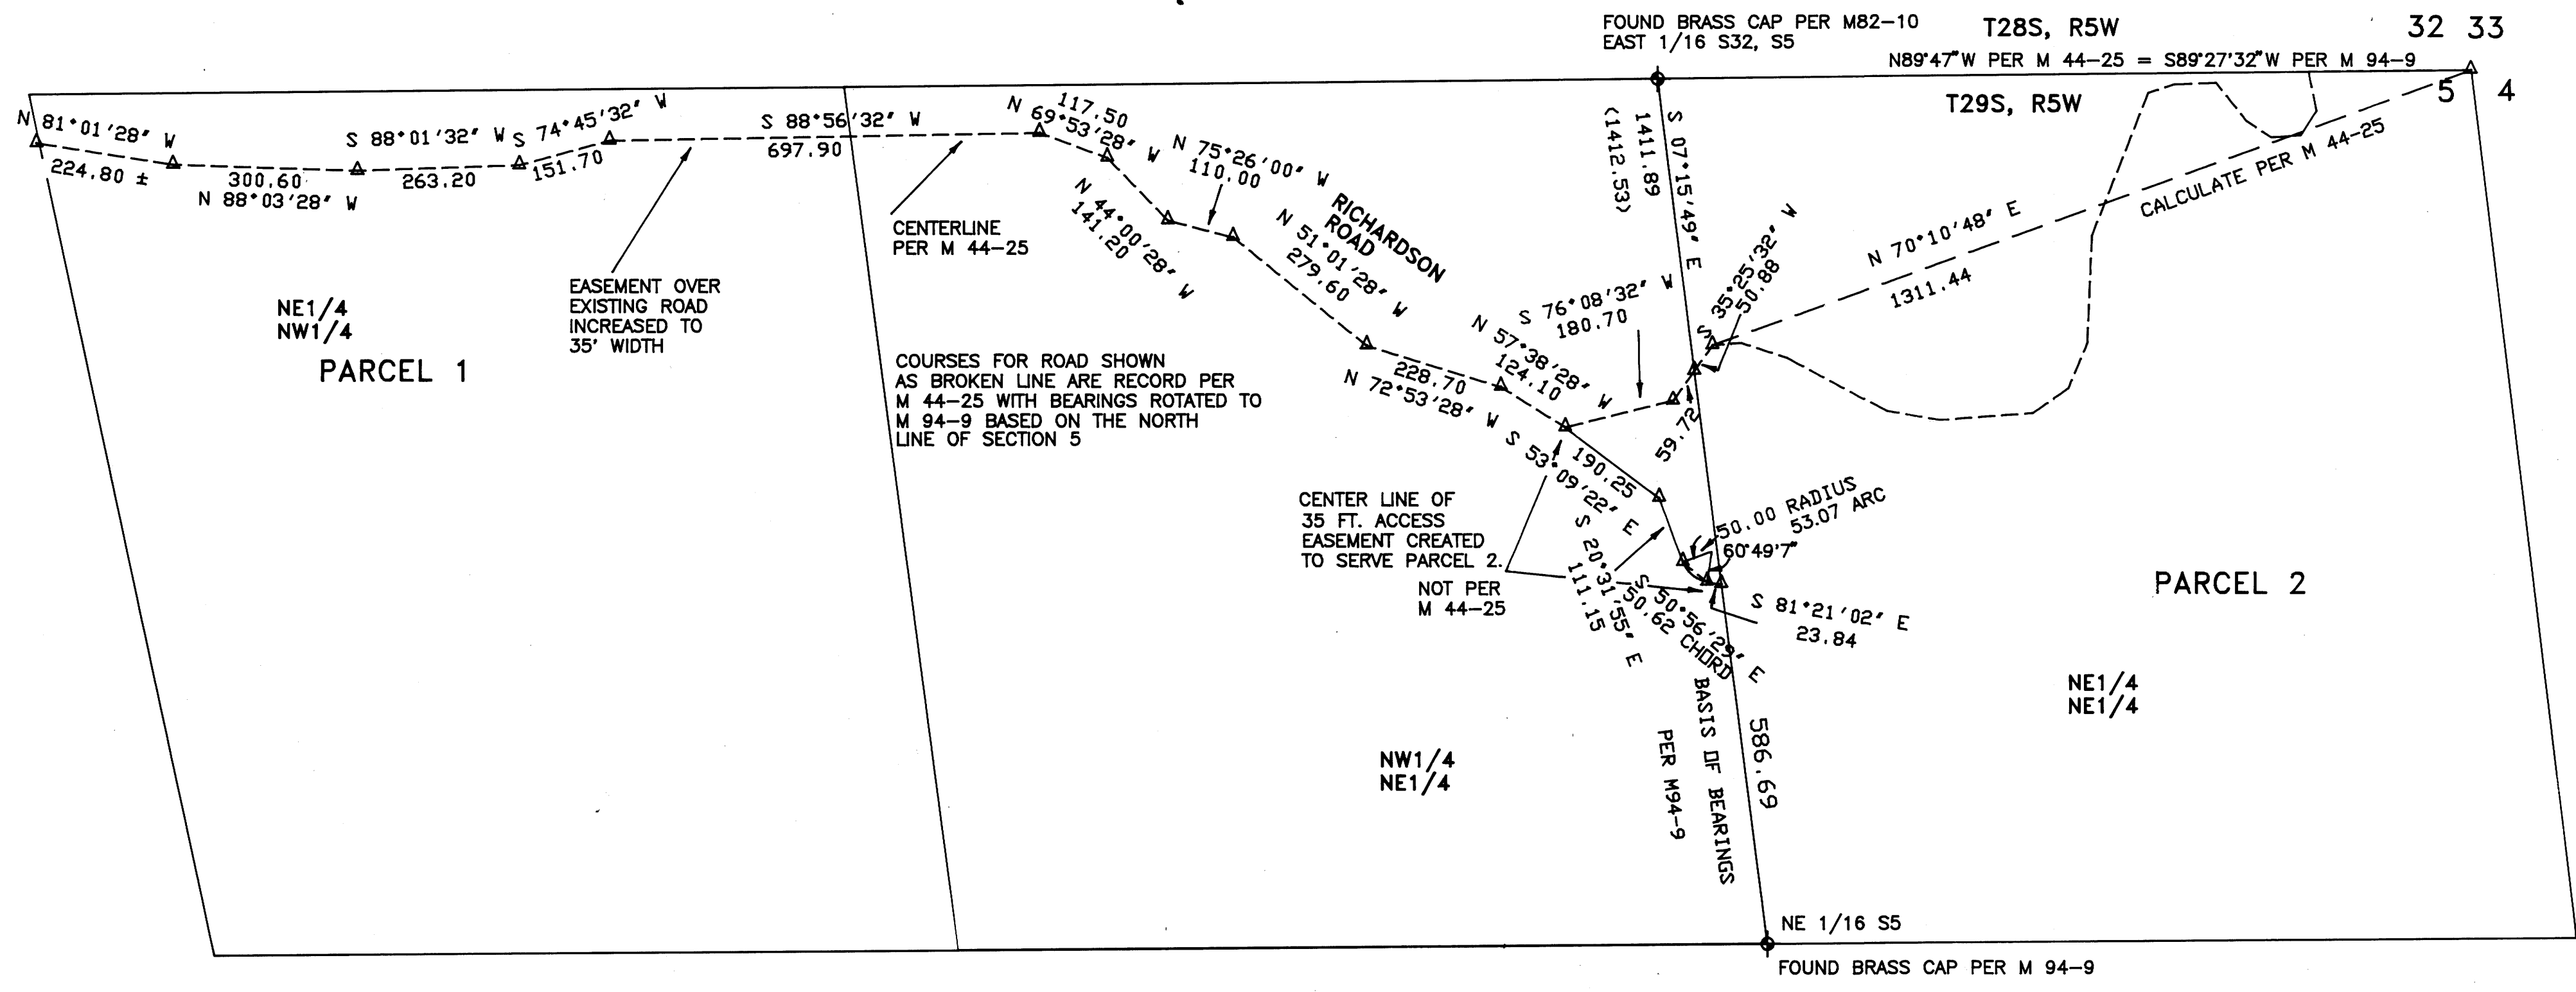 FOUND BRASS CAP PER M82-10
EAST 1/16 S32, S5
T28S, R5W
32 33
N89°47"W PER M 44-25 = S89°27'32"W PER M 94-9
T29S, R5W
5 4
N 81°01'28" W
224.80 ±
300.60
N 88°03'28" W
S 88°01'32" W
263.20
S 74°45'32" W
151.70
S 88°56'32" W
697.90
117.50
N 69°53'28" W
N 44°00'28" W
141.20
N 75°26'00" W
110.00
RICHARDSON
ROAD
N 51°01'28" W
279.60
228.70
N 72°53'28" W
N 57°38'28" W
124.10
S 76°08'32" W
180.70
S 07°15'49" E
1411.89
(1412.53)
S 35°25'32" W
50.88
59.72
N 70°10'48" E
1311.44
CALCULATE PER M 44-25
CENTERLINE
PER M 44-25
EASEMENT OVER
EXISTING ROAD
INCREASED TO
35' WIDTH
NE1/4
NW1/4
PARCEL 1
COURSES FOR ROAD SHOWN
AS BROKEN LINE ARE RECORD PER
M 44-25 WITH BEARINGS ROTATED TO
M 94-9 BASED ON THE NORTH
LINE OF SECTION 5
190.25
S 53°09'22" E
CENTER LINE OF
35 FT. ACCESS
EASEMENT CREATED
TO SERVE PARCEL 2.
NOT PER
M 44-25
S 20°31'55" E
111.15
50.00 RADIUS
53.07 ARC
60°49'7"
S 50°56'29" E
50.62 CHORD
S 81°21'02" E
23.84
PARCEL 2
NE1/4
NE1/4
NW1/4
NE1/4
BASIS OF BEARINGS
PER M94-9
586.69
NE 1/16 S5
FOUND BRASS CAP PER M 94-9